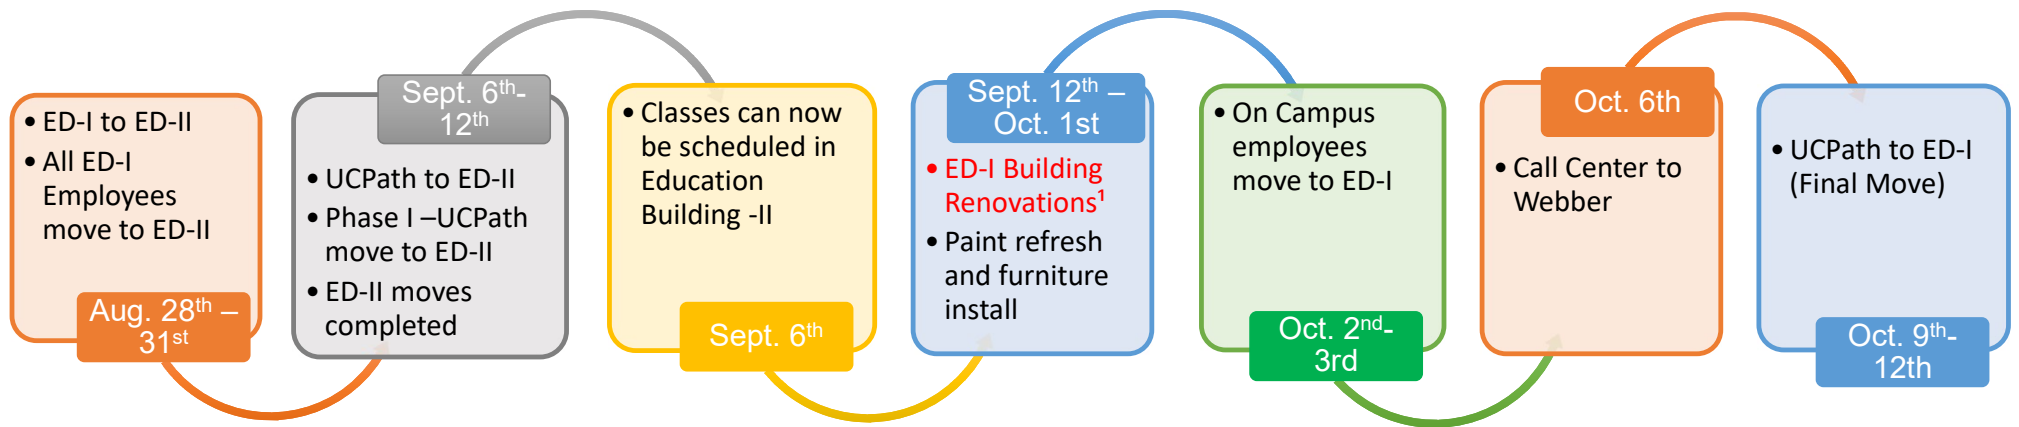 • ED-I to ED-II
• All ED-I
Employees
move to ED-II
Aug. 28th –
31st
Sept. 6th-
12th
• UCPath to ED-II
• Phase I –UCPath
move to ED-II
• ED-II moves
completed
• Classes can now
be scheduled in
Education
Building -II
Sept. 6th
Sept. 12th –
Oct. 1st
• ED-I Building
Renovations¹
• Paint refresh
and furniture
install
• On Campus
employees
move to ED-I
Oct. 2nd-
3rd
Oct. 6th
• Call Center to
Webber
• UCPath to ED-I
(Final Move)
Oct. 9th-
12th